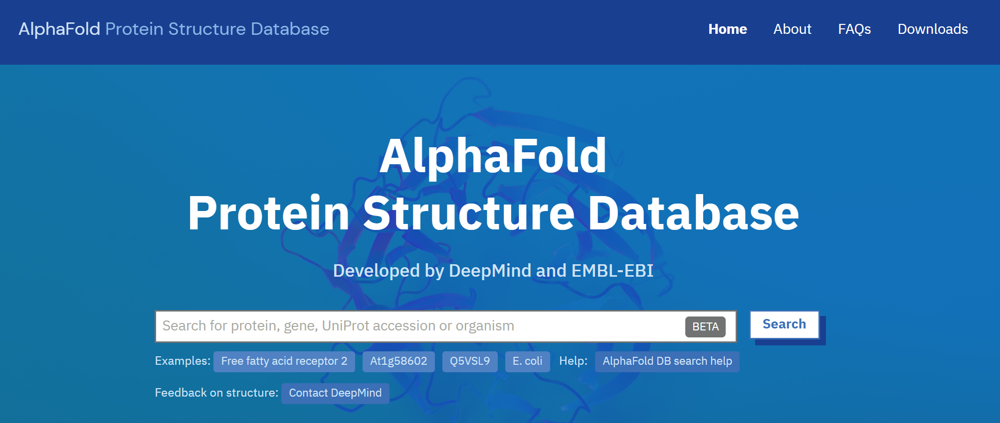 AlphaFold Protein Structure Database
Home About FAQs Downloads
AlphaFold
Protein Structure Database
Developed by DeepMind and EMBL-EBI
Search for protein, gene, UniProt accession or organism BETA Search
Examples: Free fatty acid receptor 2 At1g58602 Q5VSL9 E. coli Help: AlphaFold DB search help
Feedback on structure: Contact DeepMind